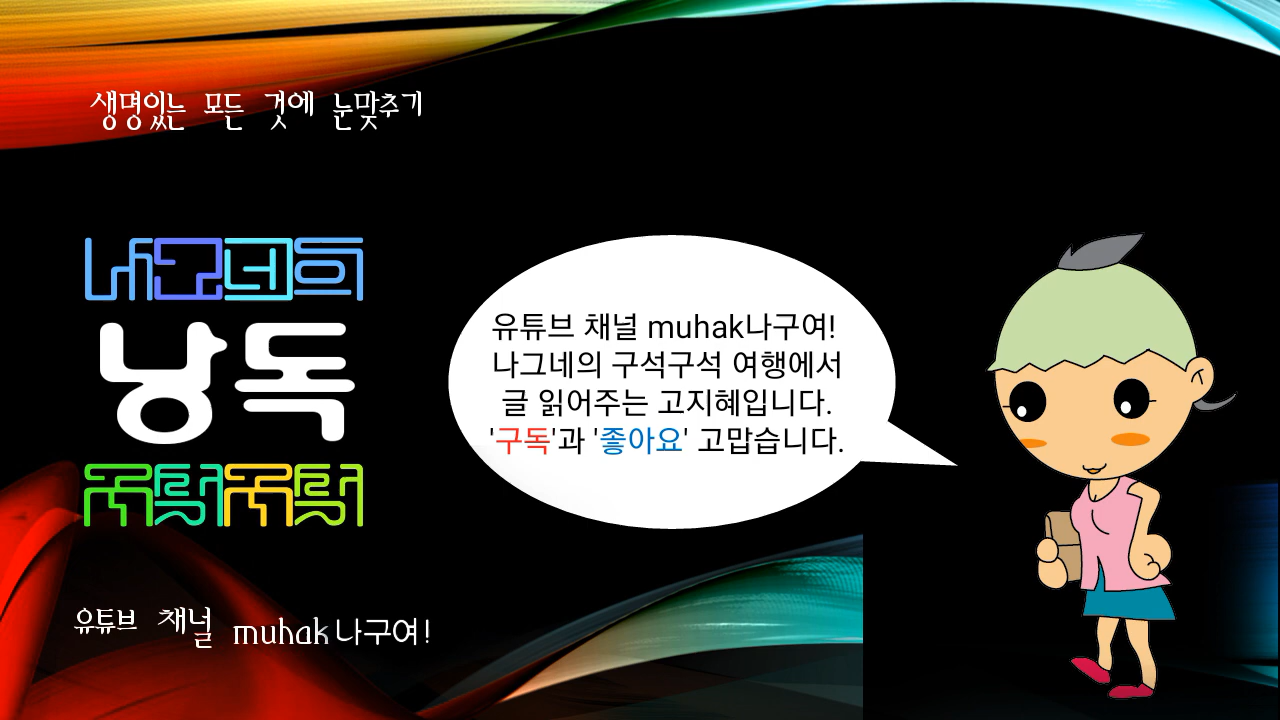 생명있는 모든 것에 눈맞추기
나그네의
낭독
구석구석
유튜브 채널 muhak나구여!
나그네의 구석구석 여행에서
글 읽어주는 고지혜입니다.
'구독'과 '좋아요' 고맙습니다.
유튜브 채널 muhak나구여!